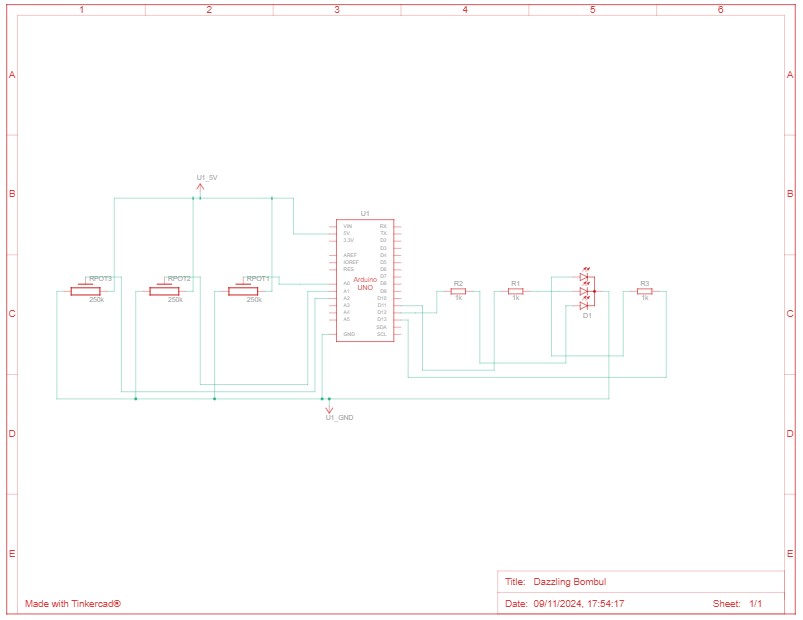 1 2 3 4 5 6
A A
B B
C C
D D
E E
U1_5V
U1
VIN RX
5V TX
3.3V D2
D3
AREF D4
IOREF D5
RES D6
D7
A0 D8
A1 D9
A2 D10
A3 D11
A4 D12
A5 D13
SDA
GND SCL
Arduino
UNO
RPOT3 RPOT2 RPOT1
250k 250k 250k
R2 R1 R3
1k 1k 1k
D1
U1_GND
Title: Dazzling Bombul
Made with Tinkercad® Date: 09/11/2024, 17:54:17 Sheet: 1/1